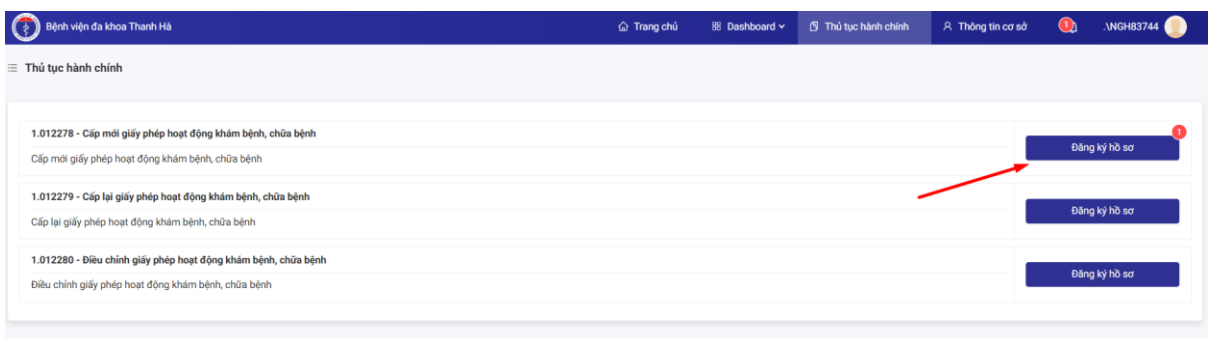 Bệnh viện đa khoa Thanh Hà
Trang chủ
Dashboard
Thủ tục hành chính
Thông tin cơ sở
1
.\NGH83744
Thủ tục hành chính
1.012278 - Cấp mới giấy phép hoạt động khám bệnh, chữa bệnh
1
Đăng ký hồ sơ
Cấp mới giấy phép hoạt động khám bệnh, chữa bệnh
1.012279 - Cấp lại giấy phép hoạt động khám bệnh, chữa bệnh
Đăng ký hồ sơ
Cấp lại giấy phép hoạt động khám bệnh, chữa bệnh
1.012280 - Điều chỉnh giấy phép hoạt động khám bệnh, chữa bệnh
Đăng ký hồ sơ
Điều chỉnh giấy phép hoạt động khám bệnh, chữa bệnh